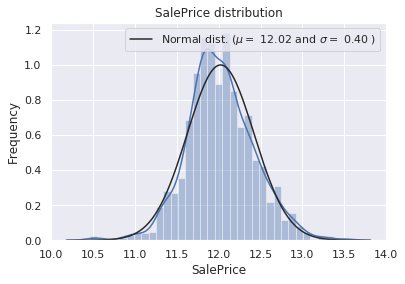 SalePrice distribution
Normal dist. (μ = 12.02 and σ = 0.40 )
Frequency
1.2
1.0
0.8
0.6
0.4
0.2
0.0
10.0 10.5 11.0 11.5 12.0 12.5 13.0 13.5 14.0
SalePrice